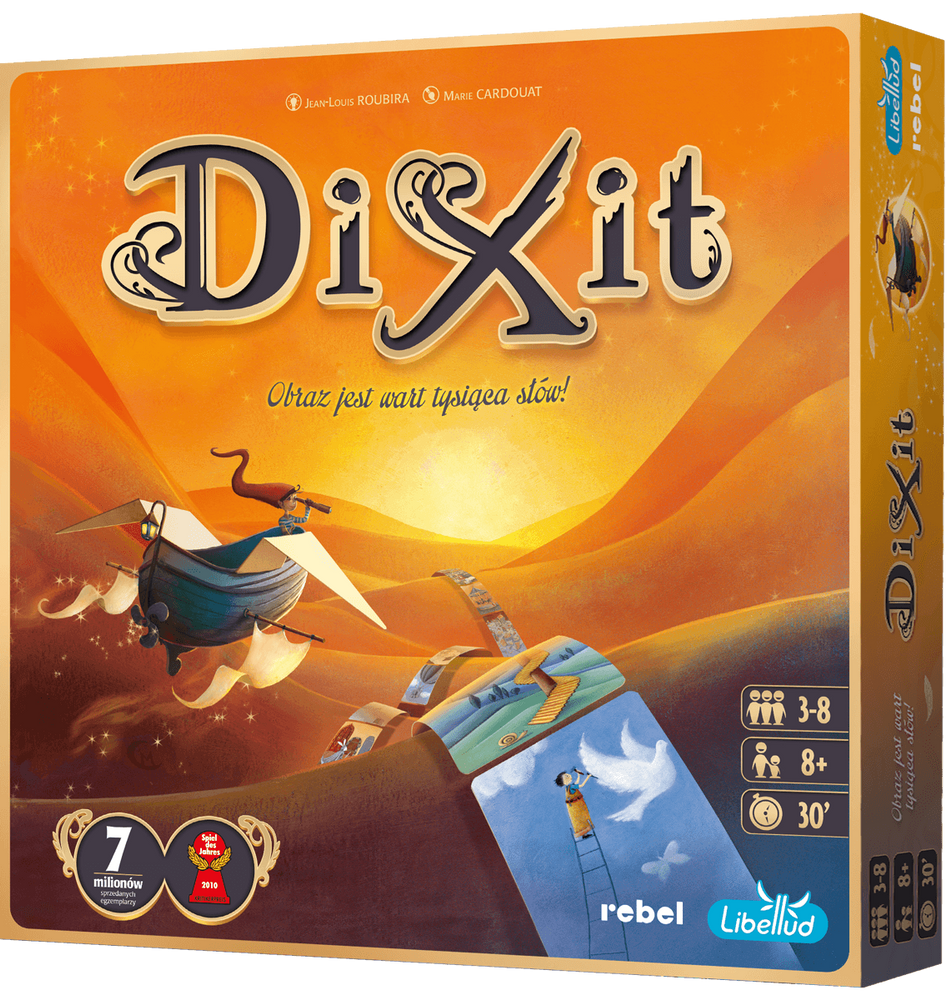 Jean-Louis ROUBIRA Marie CARDOUAT
DiXit
Obraz jest wart tysiąca słów!
3-8
8+
30'
7
milionów
sprzedanych
egzemplarzy
Spiel
des
Jahres
2010
rebel
Libellud
Libellud
rebel
DiXit
Obraz jest wart
tysiąca słów!
3-8
8+
30'